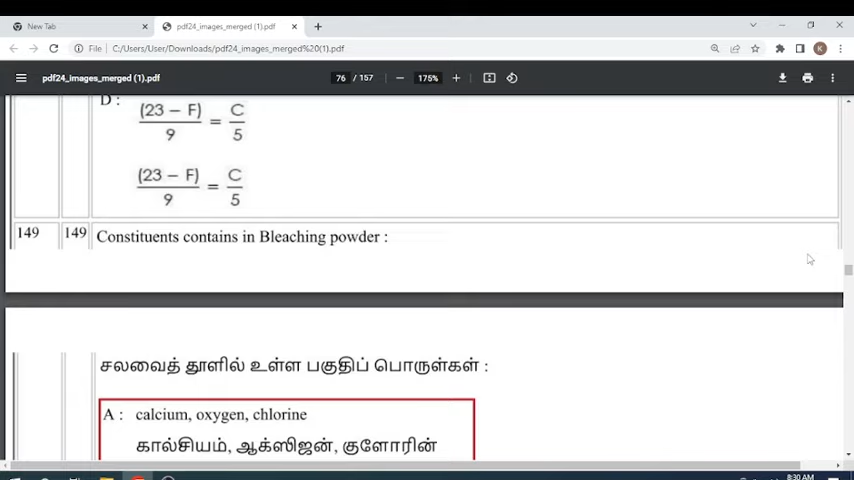 New Tab
pdf24_images_merged (1).pdf
File C:/Users/User/Downloads/pdf24_images_merged%20(1).pdf
K
pdf24_images_merged (1).pdf
76 / 157
175%
D :
(23 – F)/9 = C/5
(23 – F)/9 = C/5
149 149 Constituents contains in Bleaching powder :
சலவைத் தூளில் உள்ள பகுதிப் பொருள்கள் :
A : calcium, oxygen, chlorine
கால்சியம், ஆக்ஸிஜன், குளோரின்
8:30 AM